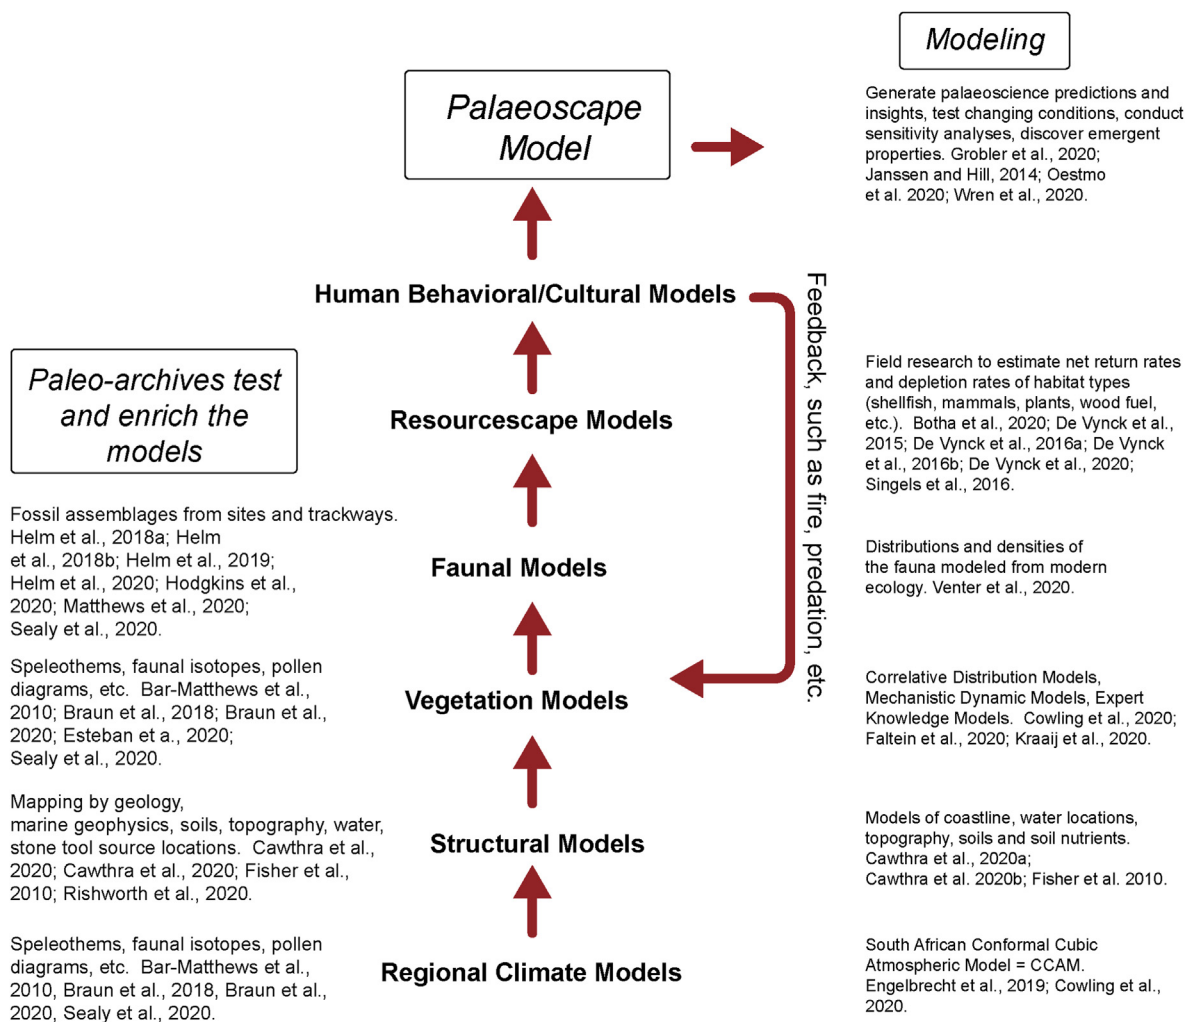 Modeling
Palaeoscape
Model
Generate palaeoscience predictions and
insights, test changing conditions, conduct
sensitivity analyses, discover emergent
properties. Grobler et al., 2020;
Janssen and Hill, 2014; Oestmo
et al. 2020; Wren et al., 2020.
Human Behavioral/Cultural Models
Feedback, such as fire, predation, etc.
Paleo-archives test
and enrich the
models
Resourcescape Models
Field research to estimate net return rates
and depletion rates of habitat types
(shellfish, mammals, plants, wood fuel,
etc.).  Botha et al., 2020; De Vynck et al.,
2015; De Vynck et al., 2016a; De Vynck
et al., 2016b; De Vynck et al., 2020;
Singels et al., 2016.
Fossil assemblages from sites and trackways.
Helm et al., 2018a; Helm
et al., 2018b; Helm et al., 2019;
Helm et al., 2020; Hodgkins et al.,
2020; Matthews et al., 2020;
Sealy et al., 2020.
Faunal Models
Distributions and densities of
the fauna modeled from modern
ecology. Venter et al., 2020.
Speleothems, faunal isotopes, pollen
diagrams, etc.  Bar-Matthews et al.,
2010; Braun et al., 2018; Braun et al.,
2020; Esteban et a., 2020;
Sealy et al., 2020.
Vegetation Models
Correlative Distribution Models,
Mechanistic Dynamic Models, Expert
Knowledge Models.  Cowling et al., 2020;
Faltein et al., 2020; Kraaij et al., 2020.
Mapping by geology,
marine geophysics, soils, topography, water,
stone tool source locations.  Cawthra et al.,
2020; Cawthra et al., 2020; Fisher et al.,
2010; Rishworth et al., 2020.
Structural Models
Models of coastline, water locations,
topography, soils and soil nutrients.
Cawthra et al., 2020a;
Cawthra et al. 2020b; Fisher et al. 2010.
Speleothems, faunal isotopes, pollen
diagrams, etc.  Bar-Matthews et al.,
2010, Braun et al., 2018, Braun et al.,
2020, Sealy et al., 2020.
Regional Climate Models
South African Conformal Cubic
Atmospheric Model = CCAM.
Engelbrecht et al., 2019; Cowling et al.,
2020.